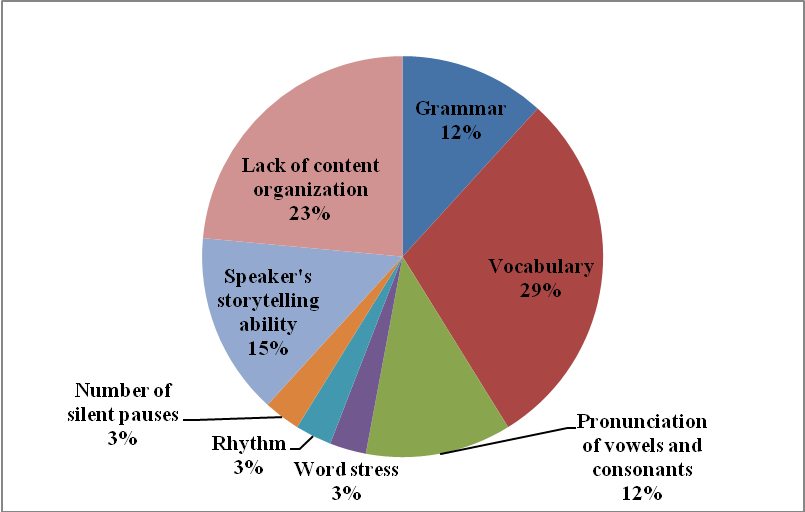 Grammar
12%
Vocabulary
29%
Pronunciation
of vowels and
consonants
12%
Word stress
3%
Rhythm
3%
Number of
silent pauses
3%
Speaker's
storytelling
ability
15%
Lack of content
organization
23%